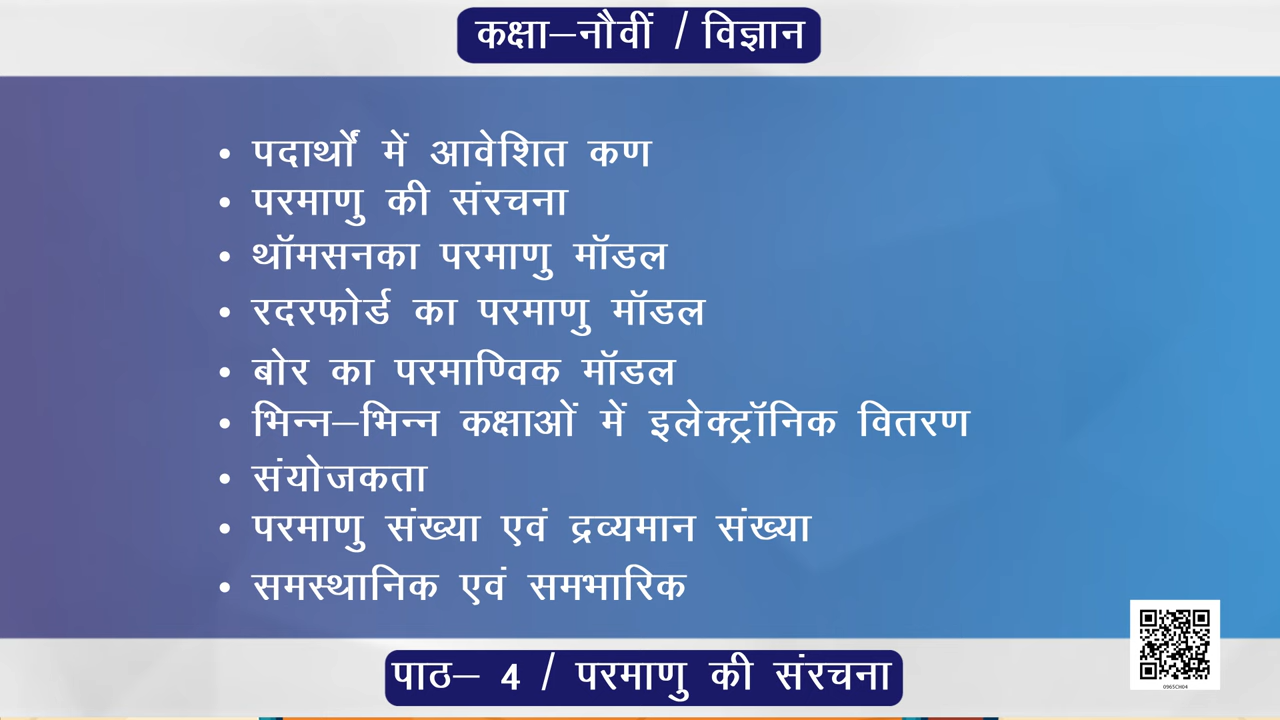 कक्षा–नौवीं / विज्ञान
• पदार्थों में आवेशित कण
• परमाणु की संरचना
• थॉमसनका परमाणु मॉडल
• रदरफोर्ड का परमाणु मॉडल
• बोर का परमाण्विक मॉडल
• भिन्न–भिन्न कक्षाओं में इलेक्ट्रॉनिक वितरण
• संयोजकता
• परमाणु संख्या एवं द्रव्यमान संख्या
• समस्थानिक एवं समभारिक
0965CH04
पाठ– 4 / परमाणु की संरचना